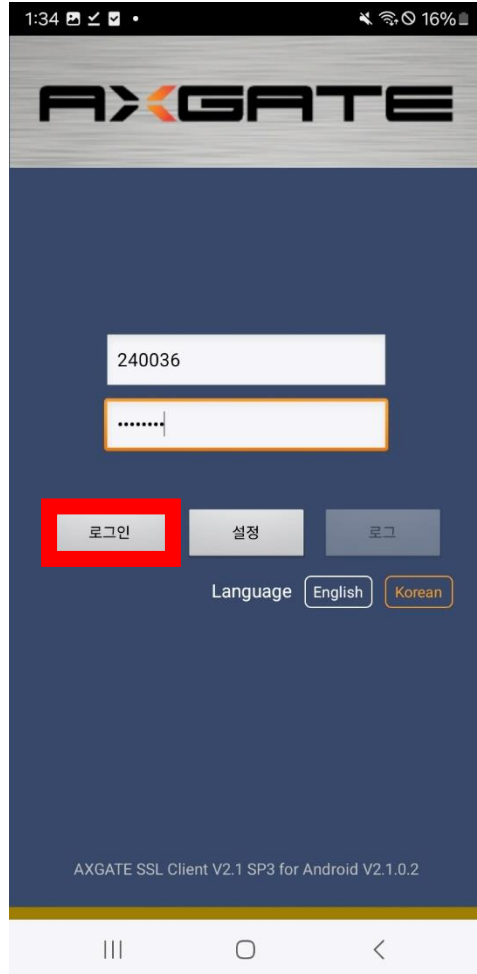 1:34 16%
AXGATE
240036
••••••••
로그인 설정 로그
Language English Korean
AXGATE SSL Client V2.1 SP3 for Android V2.1.0.2